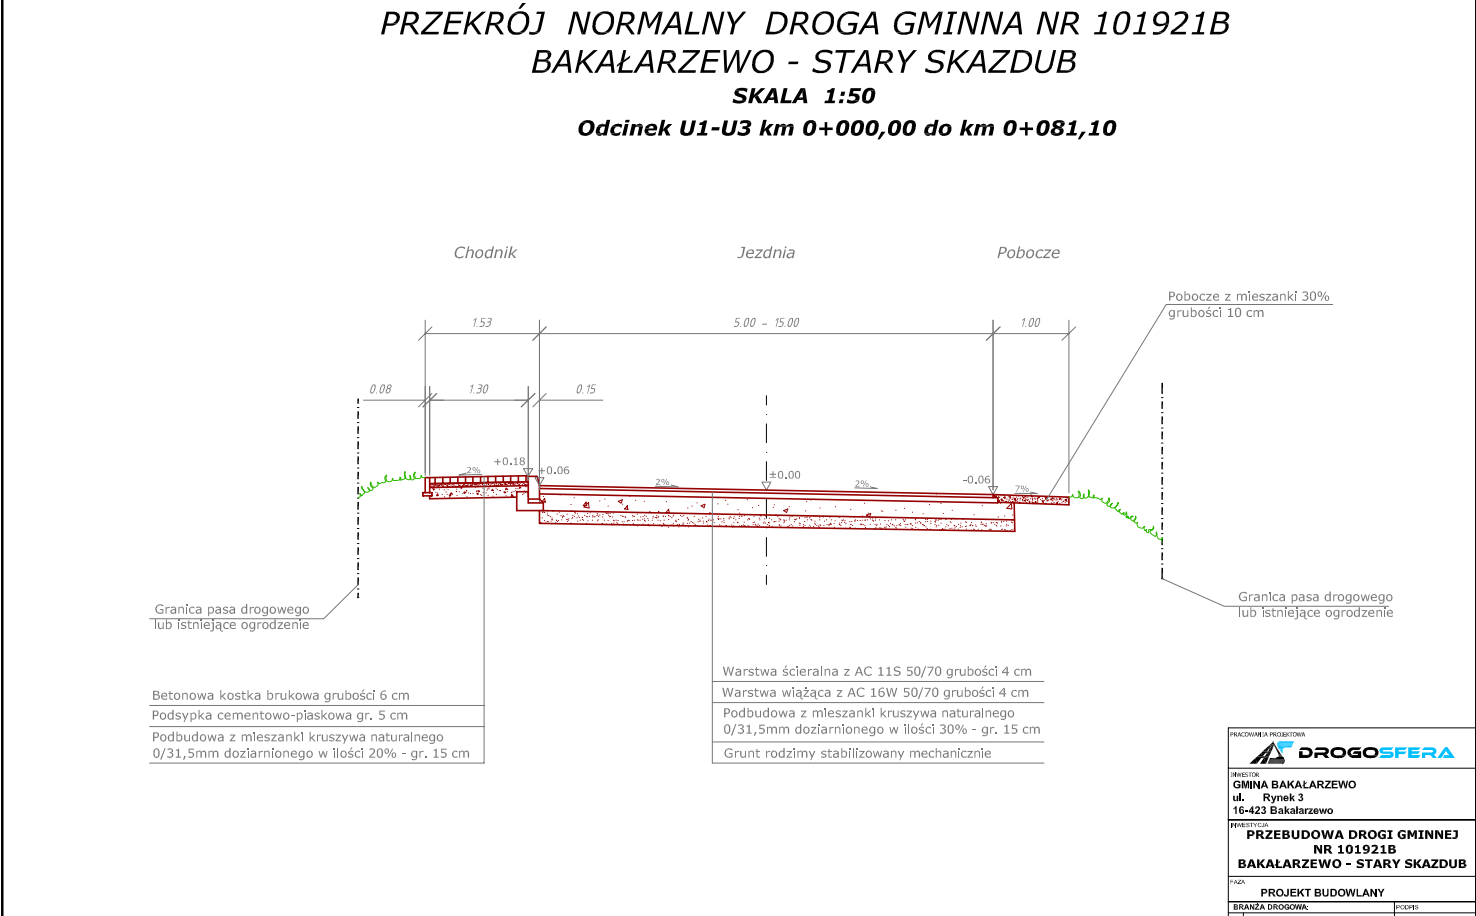 PRZEKRÓJ NORMALNY DROGA GMINNA NR 101921B
BAKAŁARZEWO - STARY SKAZDUB
SKALA 1:50
Odcinek U1-U3 km 0+000,00 do km 0+081,10
Chodnik
Jezdnia
Pobocze
Pobocze z mieszanki 30%
grubości 10 cm
1.53
5.00 - 15.00
1.00
0.08
1.30
0.15
+0.18
2%
+0.06
2%
±0.00
2%
-0.06
7%
Granica pasa drogowego
lub istniejące ogrodzenie
Granica pasa drogowego
lub istniejące ogrodzenie
Betonowa kostka brukowa grubości 6 cm
Podsypka cementowo-piaskowa gr. 5 cm
Podbudowa z mieszanki kruszywa naturalnego
0/31,5mm doziarnionego w ilości 20% - gr. 15 cm
Warstwa ścieralna z AC 11S 50/70 grubości 4 cm
Warstwa wiążąca z AC 16W 50/70 grubości 4 cm
Podbudowa z mieszanki kruszywa naturalnego
0/31,5mm doziarnionego w ilości 30% - gr. 15 cm
Grunt rodzimy stabilizowany mechanicznie
PRACOWNIA PROJEKTOWA
DROGOSFERA
INWESTOR
GMINA BAKAŁARZEWO
ul. Rynek 3
16-423 Bakałarzewo
INWESTYCJA
PRZEBUDOWA DROGI GMINNEJ
NR 101921B
BAKAŁARZEWO - STARY SKAZDUB
FAZA
PROJEKT BUDOWLANY
BRANŻA DROGOWA: PODPIS